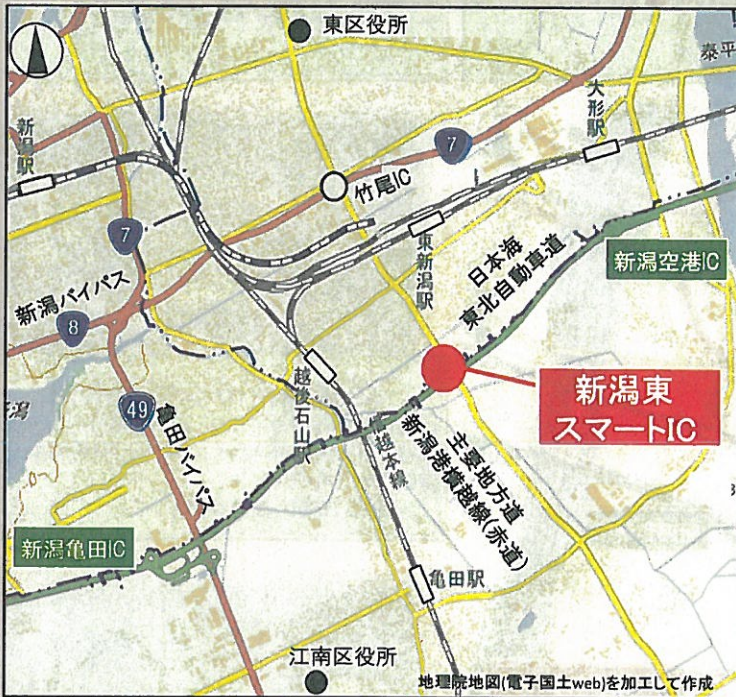 東区役所
泰平
大形駅
新潟駅
7
竹尾IC
7
東新潟駅
日本海
東北自動車道
新潟空港IC
新潟バイパス
8
越後石山駅
新潟東
スマートIC
潟
49
亀田バイパス
越本線
主要地方道
新潟港横越線(赤道)
新潟亀田IC
亀田駅
江南区役所
地理院地図(電子国土web)を加工して作成